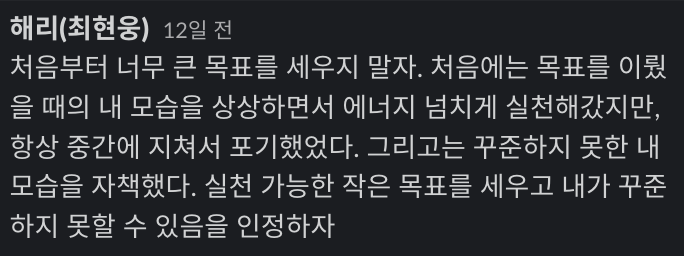 해리(최현웅) 12일 전
처음부터 너무 큰 목표를 세우지 말자. 처음에는 목표를 이뤘
을 때의 내 모습을 상상하면서 에너지 넘치게 실천해갔지만,
항상 중간에 지쳐서 포기했었다. 그리고는 꾸준하지 못한 내
모습을 자책했다. 실천 가능한 작은 목표를 세우고 내가 꾸준
하지 못할 수 있음을 인정하자